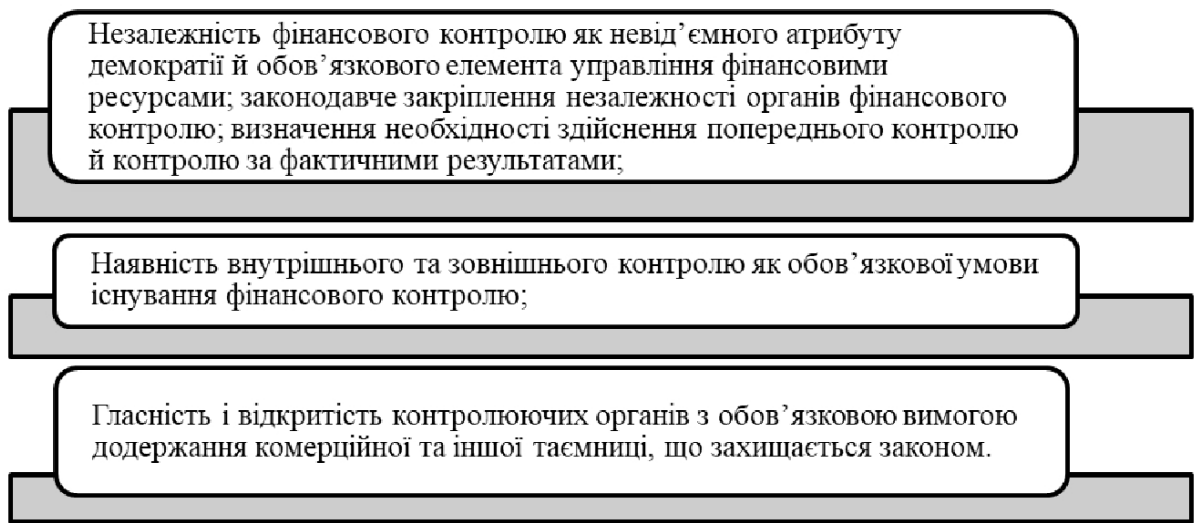 Незалежність фінансового контролю як невід’ємного атрибуту
демократії й обов’язкового елемента управління фінансовими
ресурсами; законодавче закріплення незалежності органів фінансового
контролю; визначення необхідності здійснення попереднього контролю
й контролю за фактичними результатами;
Наявність внутрішнього та зовнішнього контролю як обов’язкової умови
існування фінансового контролю;
Гласність і відкритість контролюючих органів з обов’язковою вимогою
додержання комерційної та іншої таємниці, що захищається законом.